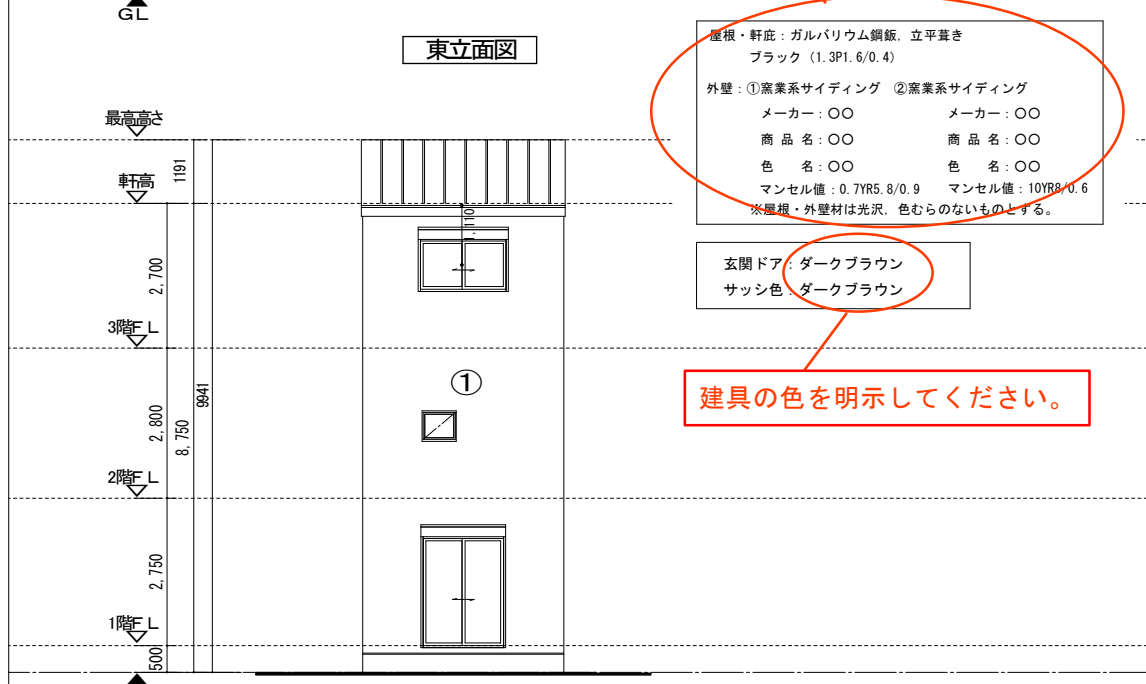 GL
東立面図
屋根・軒庇：ガルバリウム鋼鈑，立平葺き
ブラック（1.3P1.6/0.4）
外壁：①窯業系サイディング　②窯業系サイディング
メーカー：〇〇　メーカー：〇〇
商 品 名：〇〇　商 品 名：〇〇
色　　名：〇〇　色　　名：〇〇
マンセル値：0.7YR5.8/0.9　マンセル値：10YR8/0.6
※屋根・外壁材は光沢，色むらのないものとする。
玄関ドア：ダークブラウン
サッシ色：ダークブラウン
建具の色を明示してください。
最高高さ
1191
軒高
110
2,700
3階FL
①
9941
2,800
8,750
2階FL
2,750
1階FL
500